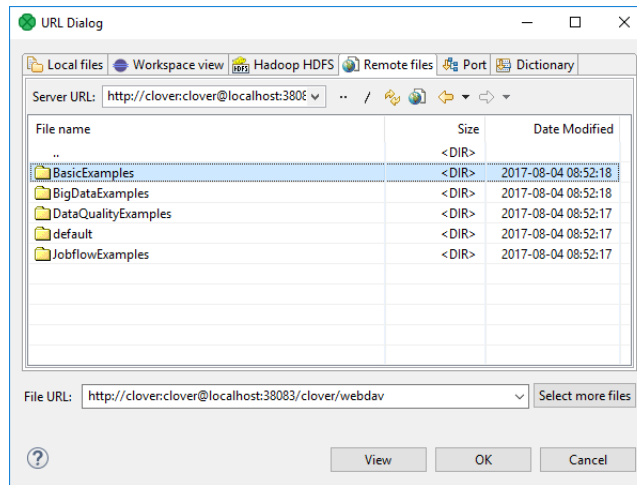 URL Dialog
Local files Workspace view HDFS Hadoop HDFS Remote files Port Dictionary
Server URL: http://clover:clover@localhost:3808 .. /
File name Size Date Modified
.. <DIR>
BasicExamples <DIR> 2017-08-04 08:52:18
BigDataExamples <DIR> 2017-08-04 08:52:18
DataQualityExamples <DIR> 2017-08-04 08:52:17
default <DIR> 2017-08-04 08:52:17
JobflowExamples <DIR> 2017-08-04 08:52:17
File URL: http://clover:clover@localhost:38083/clover/webdav Select more files
? View OK Cancel